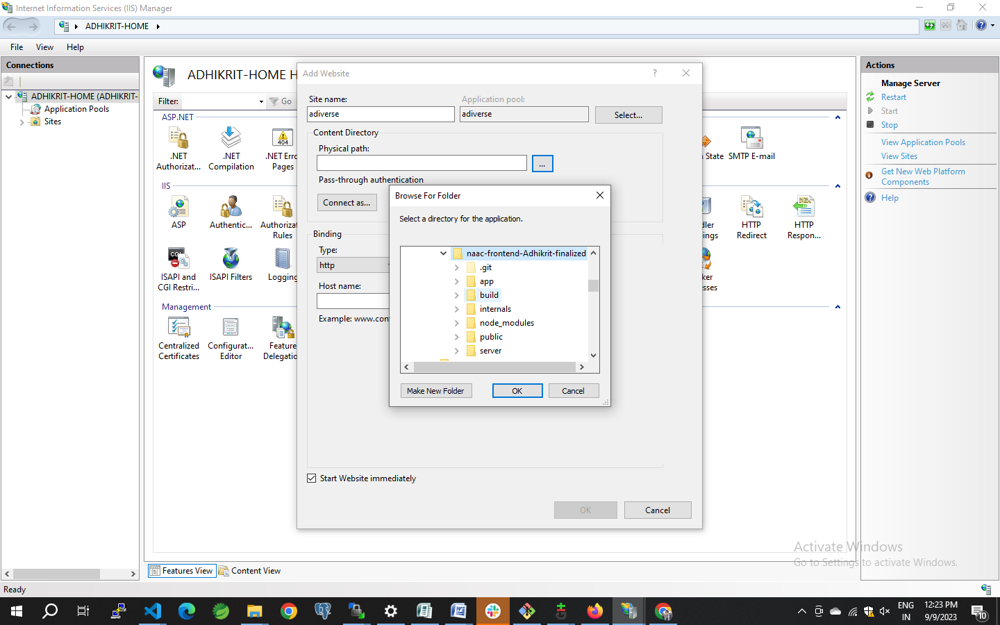 Internet Information Services (IIS) Manager
ADHIKRIT-HOME
File View Help
Connections
ADHIKRIT-HOME (ADHIKRIT-
Application Pools
Sites
ADHIKRIT-HOME H
Filter:
Go
ASP.NET
.NET Authorizat...
.NET Compilation
.NET Erro
Pages
n State
SMTP E-mail
IIS
ASP
Authentic...
Authorizat
Rules
dler
ings
HTTP Redirect
HTTP Respon...
ISAPI and CGI Restri...
ISAPI Filters
Logging
ker
esses
Management
Centralized Certificates
Configurat... Editor
Feature
Delegatio
Add Website
?
Site name:
adiverse
Application pool:
adiverse
Select...
Content Directory
Physical path:
...
Pass-through authentication
Connect as...
Binding
Type:
http
Host name:
Example: www.con
Start Website immediately
OK
Cancel
Browse For Folder
Select a directory for the application.
naac-frontend-Adhikrit-finalized
.git
app
build
internals
node_modules
public
server
Make New Folder
OK
Cancel
Actions
Manage Server
Restart
Start
Stop
View Application Pools
View Sites
Get New Web Platform
Components
Help
Activate Windows
Go to Settings to activate Windows.
Features View
Content View
Ready
ENG
IN
12:23 PM
9/9/2023
10